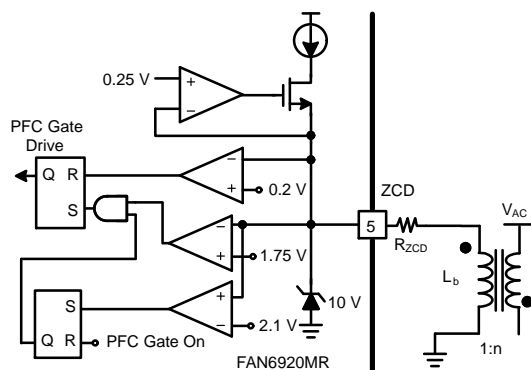 0.25 V
+
−
PFC Gate
Drive
Q
R
S
−
+
0.2 V
ZCD
5
R_ZCD
V_AC
−
+
1.75 V
L_b
+
−
10 V
2.1 V
S
Q
R
PFC Gate On
FAN6920MR
1:n